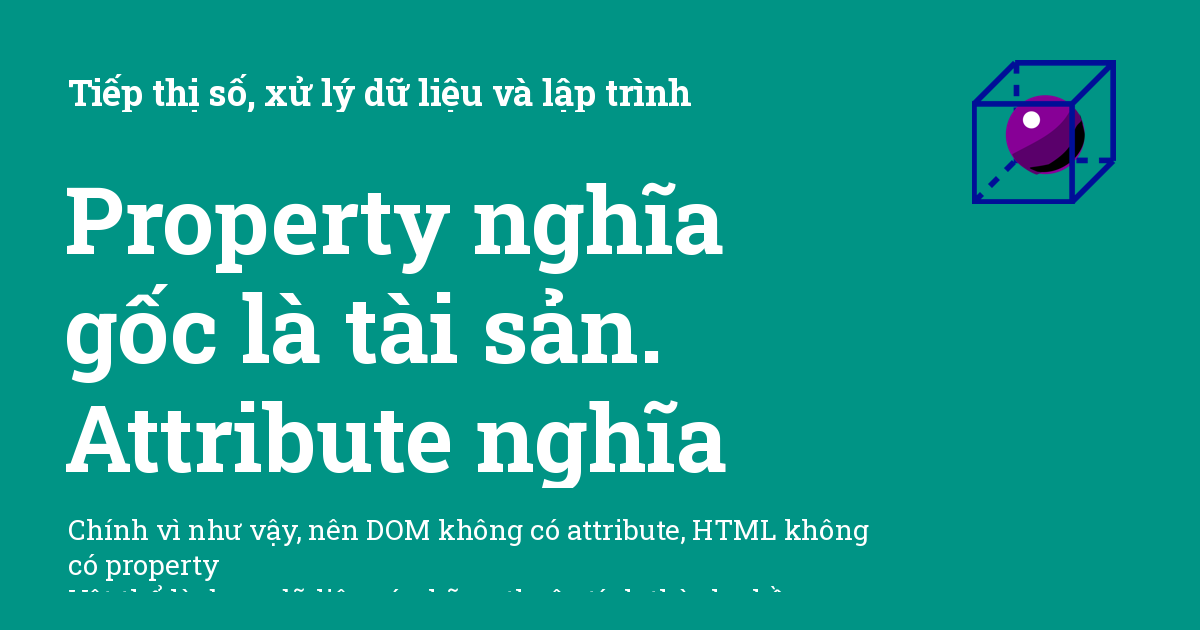 Tiếp thị số, xử lý dữ liệu và lập trình
Property nghĩa
gốc là tài sản.
Attribute nghĩa
Chính vì như vậy, nên DOM không có attribute, HTML không
có property